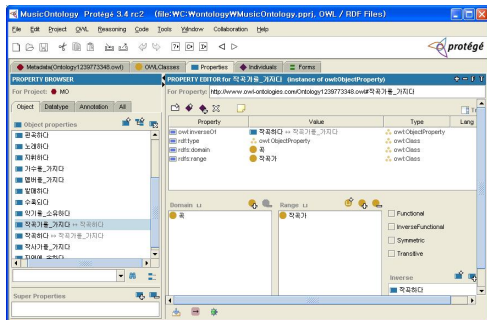 MusicOntology Protégé 3.4 rc2 (file:₩C:₩ontology₩MusicOntology.pprj, OWL / RDF Files)
File Edit Project OWL Reasoning Code Tools Window Collaboration Help
protégé
Metadata(Ontology1239773348.owl) OWLClasses Properties Individuals Forms
PROPERTY BROWSER
For Project: MO
Object Datatype Annotation All
Object properties
편곡하다
노래하다
지휘하다
가수를_가지다
멤버를_가지다
발매하다
수록되다
악기를_소유하다
작곡가를_가지다 ↔ 작곡하다
작곡하다 ↔ 작곡가를_가지다
작사가를_가지다
Super Properties
PROPERTY EDITOR for 작곡가를_가지다 (instance of owl:ObjectProperty)
For Property: http://www.owl-ontologies.com/Ontology1239773348.owl#작곡가를_가지다
Property Value Type Lang
owl:inverseOf 작곡하다 ↔ 작곡가를_가지다 owl:ObjectProperty
rdf:type owl:ObjectProperty owl:Class
rdfs:domain 곡 owl:Class
rdfs:range 작곡가 owl:Class
Domain Range
곡 작곡가
Functional
InverseFunctional
Symmetric
Transitive
Inverse
작곡하다